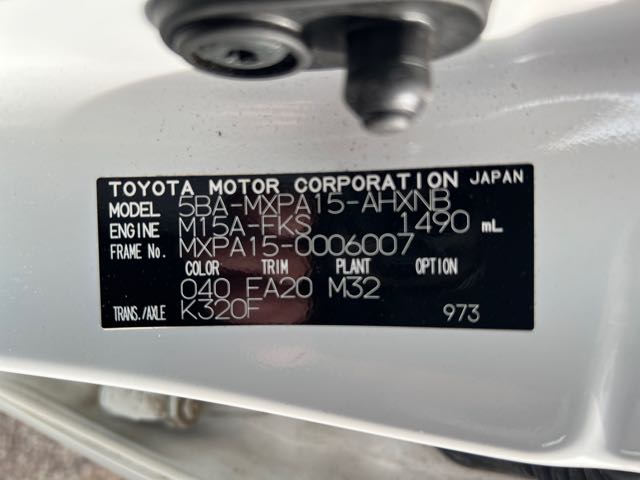 TOYOTA MOTOR CORPORATION JAPAN
MODEL 5BA-MXPA15-AHXNB
ENGINE M15A-FKS 1490 mL
FRAME No. MXPA15-0006007
COLOR TRIM PLANT OPTION
040 FA20 M32
TRANS./AXLE K320F 973